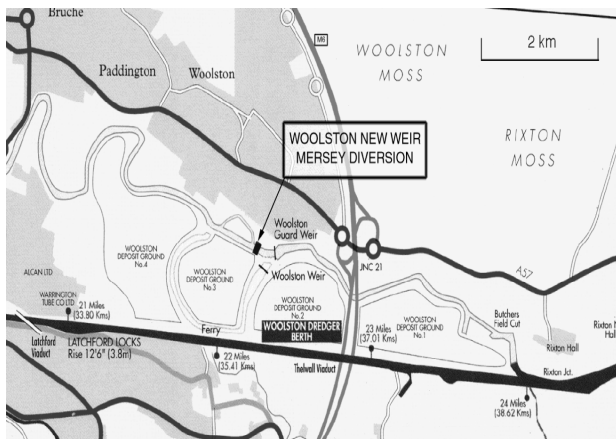 Bruche
M6
WOOLSTON
MOSS
2 km
Paddington
Woolston
WOOLSTON NEW WEIR
MERSEY DIVERSION
RIXTON
MOSS
Woolston
Guard Weir
WOOLSTON
DEPOSIT GROUND
No.4
WOOLSTON
DEPOSIT GROUND
No.3
Woolston Weir
JNC 21
A57
ALCAN LTD
WARRINGTON
TUBE CO LTD
21 Miles
(33.80 Kms)
WOOLSTON
DEPOSIT GROUND
No.2
WOOLSTON DREDGER
BERTH
WOOLSTON
DEPOSIT GROUND
No.1
Butchers
Field Cut
23 Miles
(37.01 Kms)
Ferry
Latchford
Viaduct
LATCHFORD LOCKS
Rise 12'6" (3.8m)
22 Miles
(35.41 Kms)
Thelwall Viaduct
Rixton Hall
Rixton
Hall
Rixton Jct.
24 Miles
(38.62 Kms)